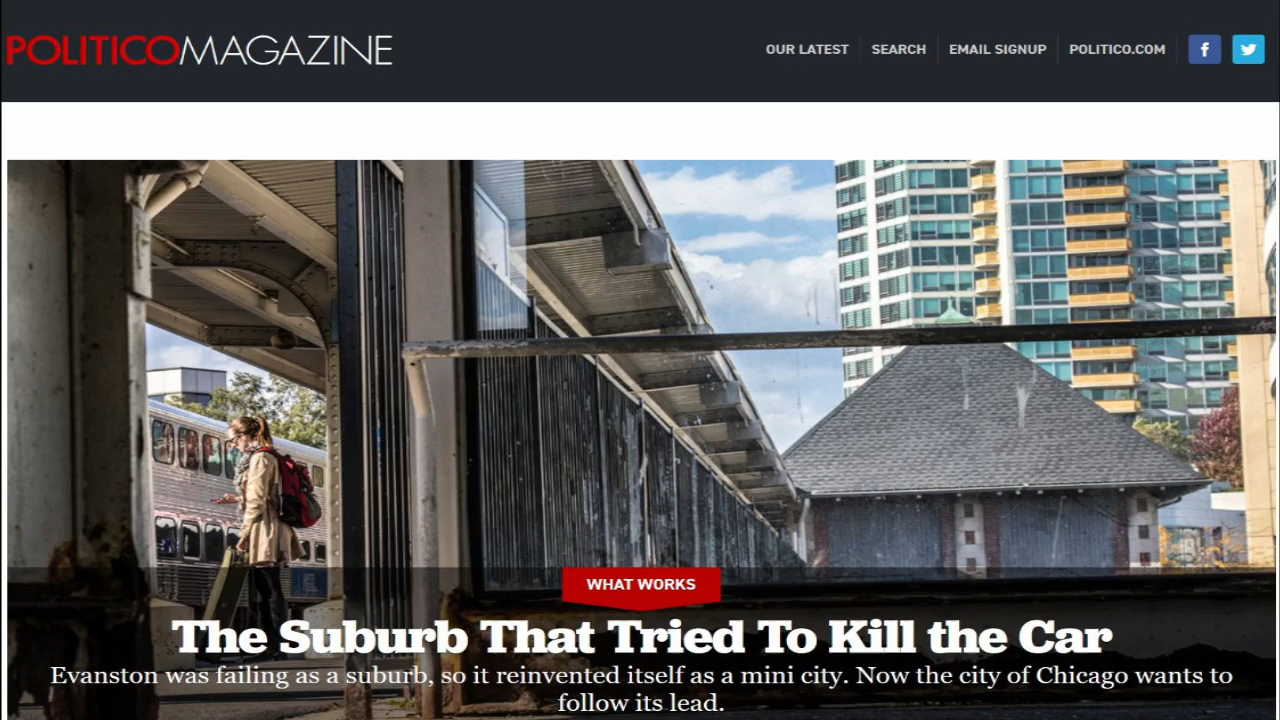 POLITICOMAGAZINE
OUR LATEST SEARCH EMAIL SIGNUP POLITICO.COM
WHAT WORKS
The Suburb That Tried To Kill the Car
Evanston was failing as a suburb, so it reinvented itself as a mini city. Now the city of Chicago wants to
follow its lead.